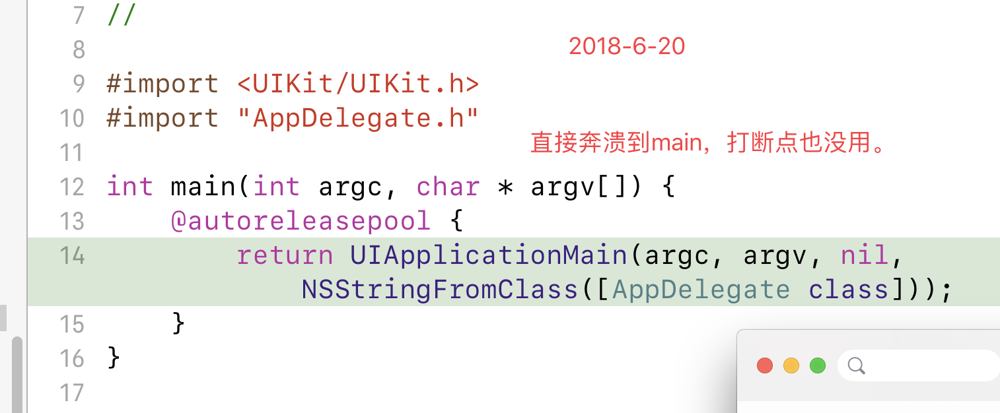 7 //
8
2018-6-20
9 #import <UIKit/UIKit.h>
10 #import "AppDelegate.h"
11
直接奔溃到main，打断点也没用。
12 int main(int argc, char * argv[]) {
13 @autoreleasepool {
14 return UIApplicationMain(argc, argv, nil,
NSStringFromClass([AppDelegate class]));
15 }
16 }
17